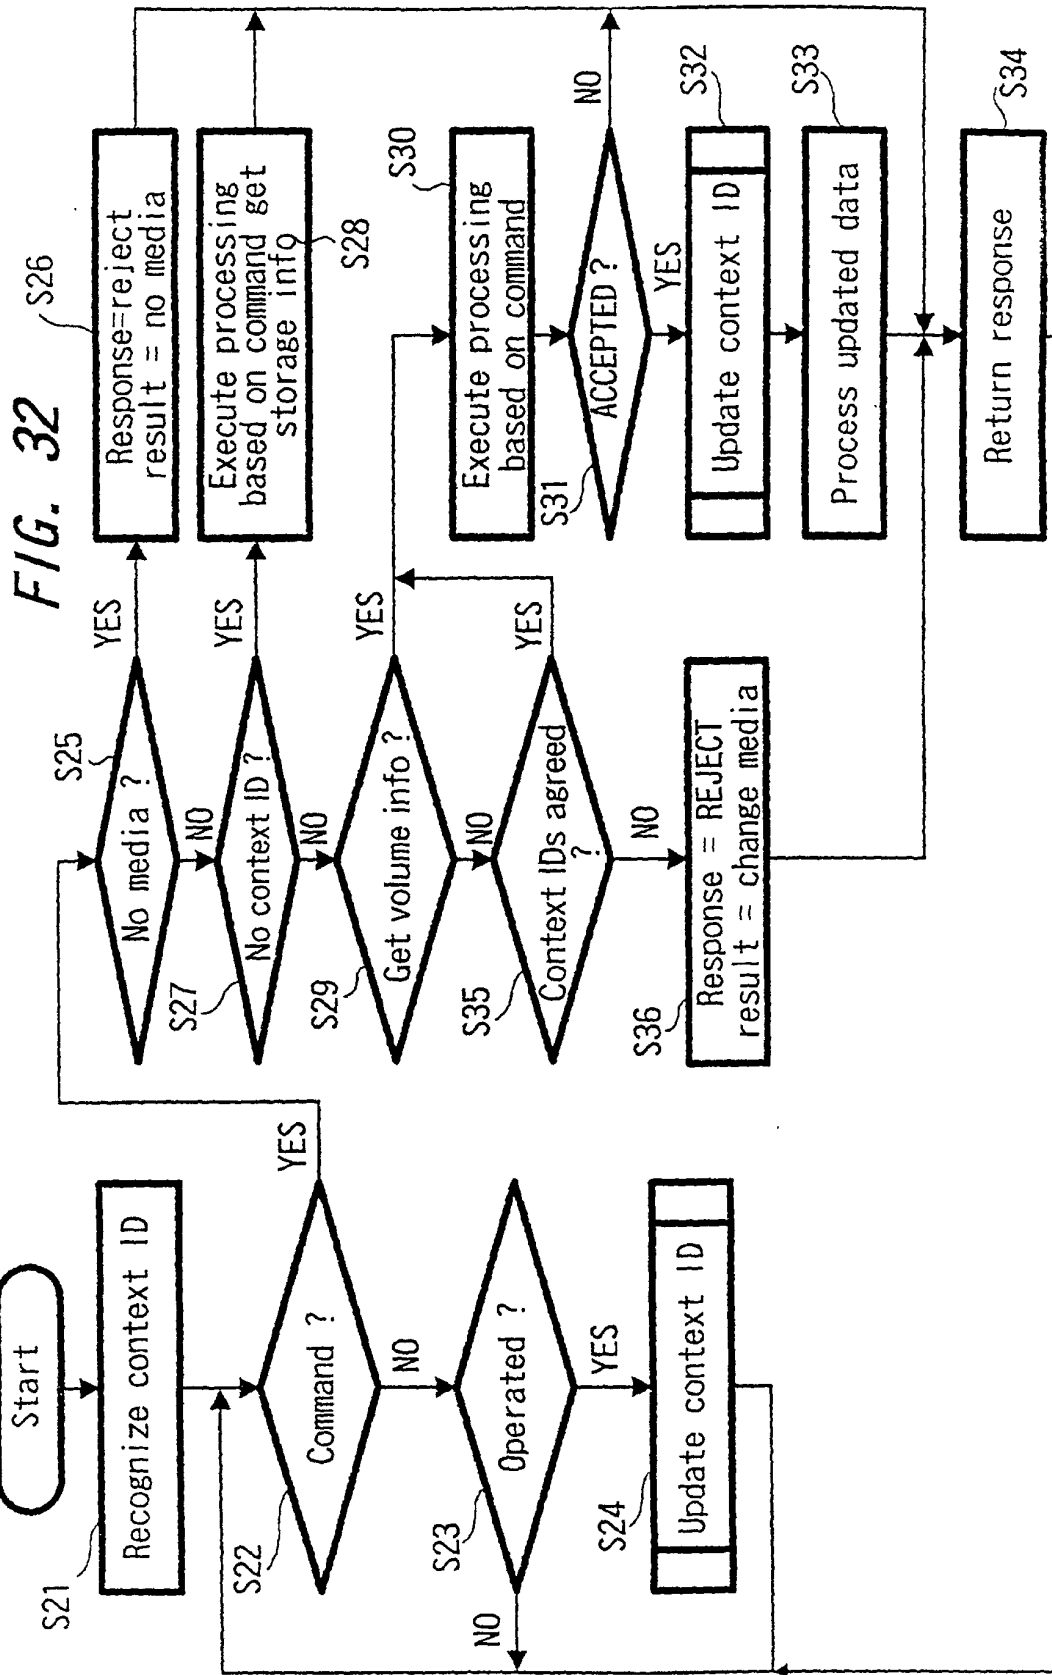 FIG. 32
Start
S21
Recognize context ID
S22
Command ?
YES
NO
S23
Operated ?
NO
YES
S24
Update context ID
S25
No media ?
YES
NO
S26
Response=reject
result = no media
S27
No context ID ?
YES
NO
S28
Execute processing
based on command get
storage info
S29
Get volume info ?
YES
NO
S30
Execute processing
based on command
S31
ACCEPTED ?
NO
YES
S32
Update context ID
S33
Process updated data
S34
Return response
S35
Context IDs agreed
?
YES
NO
S36
Response = REJECT
result = change media